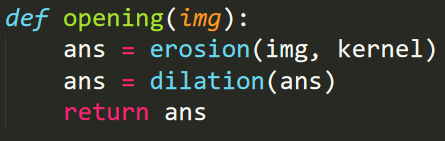 def opening(img):
    ans = erosion(img, kernel)
    ans = dilation(ans)
    return ans